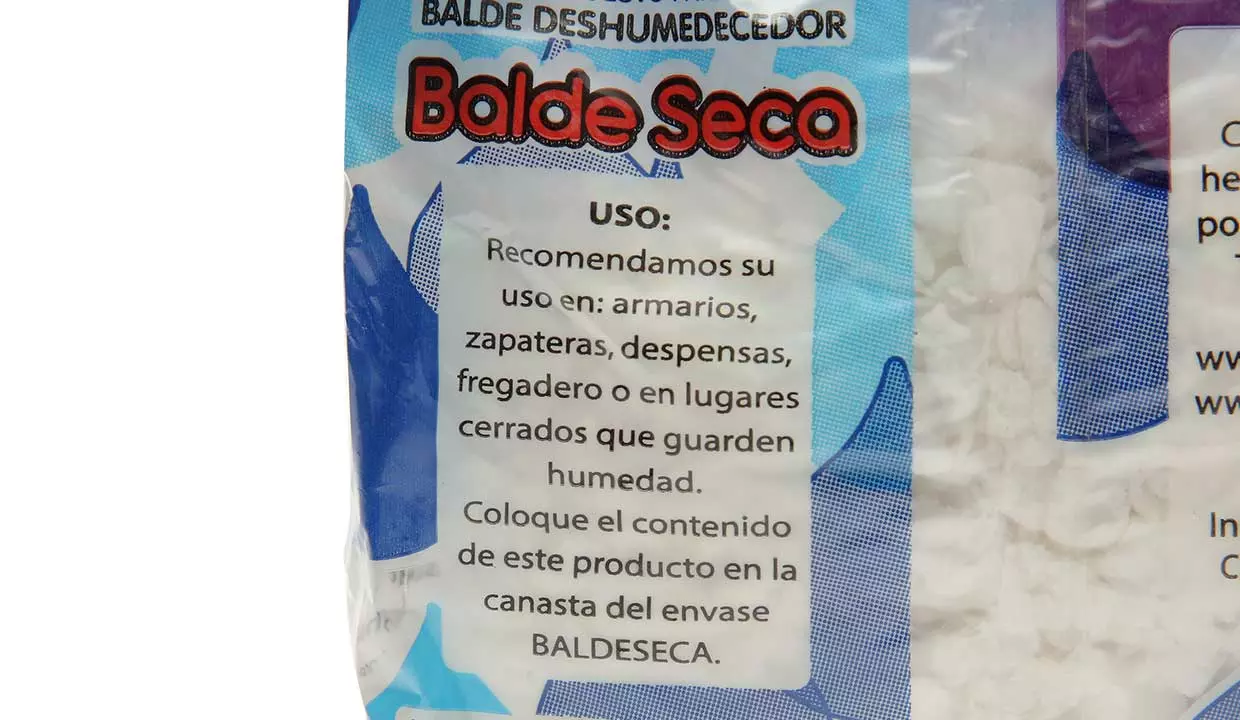 BALDE DESHUMEDECEDOR
Balde Seca
USO:
Recomendamos su
uso en: armarios,
zapateras, despensas,
fregadero o en lugares
cerrados que guarden
humedad.
Coloque el contenido
de este producto en la
canasta del envase
BALDESECA.